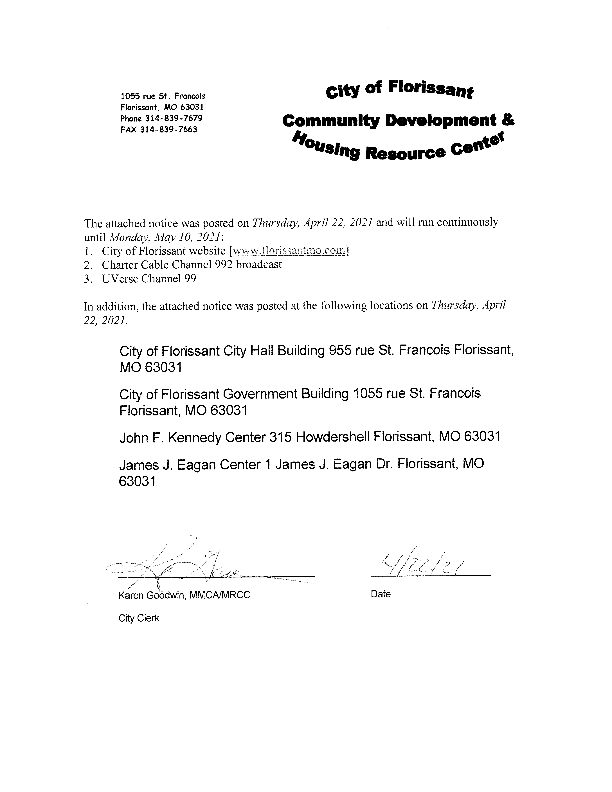 1055 rue St. Francois
Florissant, MO 63031
Phone 314-839-7679
FAX 314-839-7663
City of Florissant
Community Development &
Housing Resource Center
The attached notice was posted on Thursday, April 22, 2021 and will run continuously
until Monday, May 10, 2021:
1. City of Florissant website [www.florissantmo.com]
2. Charter Cable Channel 992 broadcast
3. UVerse Channel 99
In addition, the attached notice was posted at the following locations on Thursday, April
22, 2021.
City of Florissant City Hall Building 955 rue St. Francois Florissant,
MO 63031
City of Florissant Government Building 1055 rue St. Francois
Florissant, MO 63031
John F. Kennedy Center 315 Howdershell Florissant, MO 63031
James J. Eagan Center 1 James J. Eagan Dr. Florissant, MO
63031
Karen Goodwin, MMCA/MRCC
Date
City Clerk